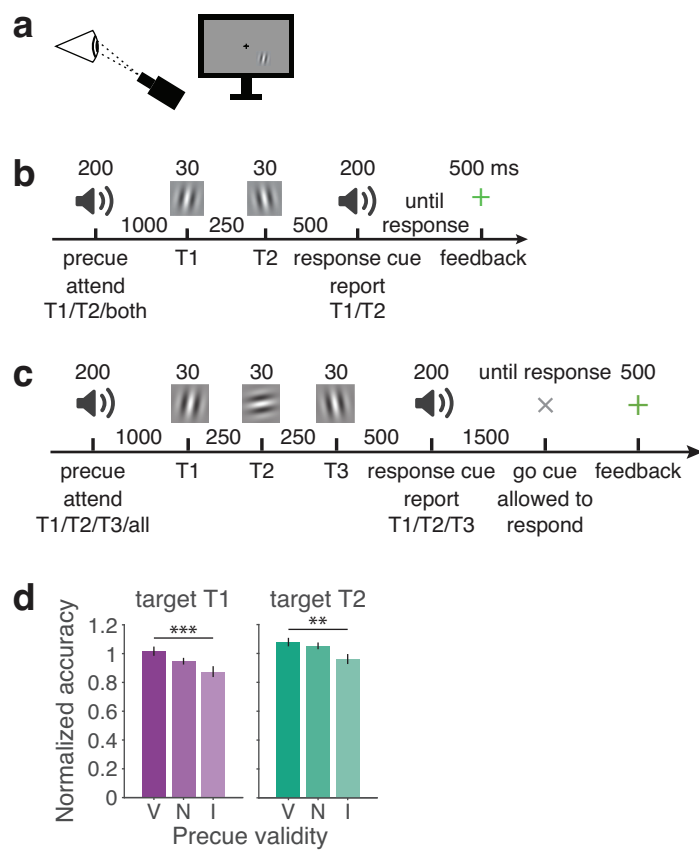 a
b
200 30 30 200 500 ms
until
1000 250 500 response
precue T1 T2 response cue feedback
attend report
T1/T2/both T1/T2
c
200 30 30 30 200 until response 500
1000 250 250 500 1500
precue T1 T2 T3 response cue go cue feedback
attend report allowed to
T1/T2/T3/all T1/T2/T3 respond
d
target T1 target T2
Normalized accuracy
1.2
1
0.8
0.6
0.4
0.2
0
*** **
V N I V N I
Precue validity